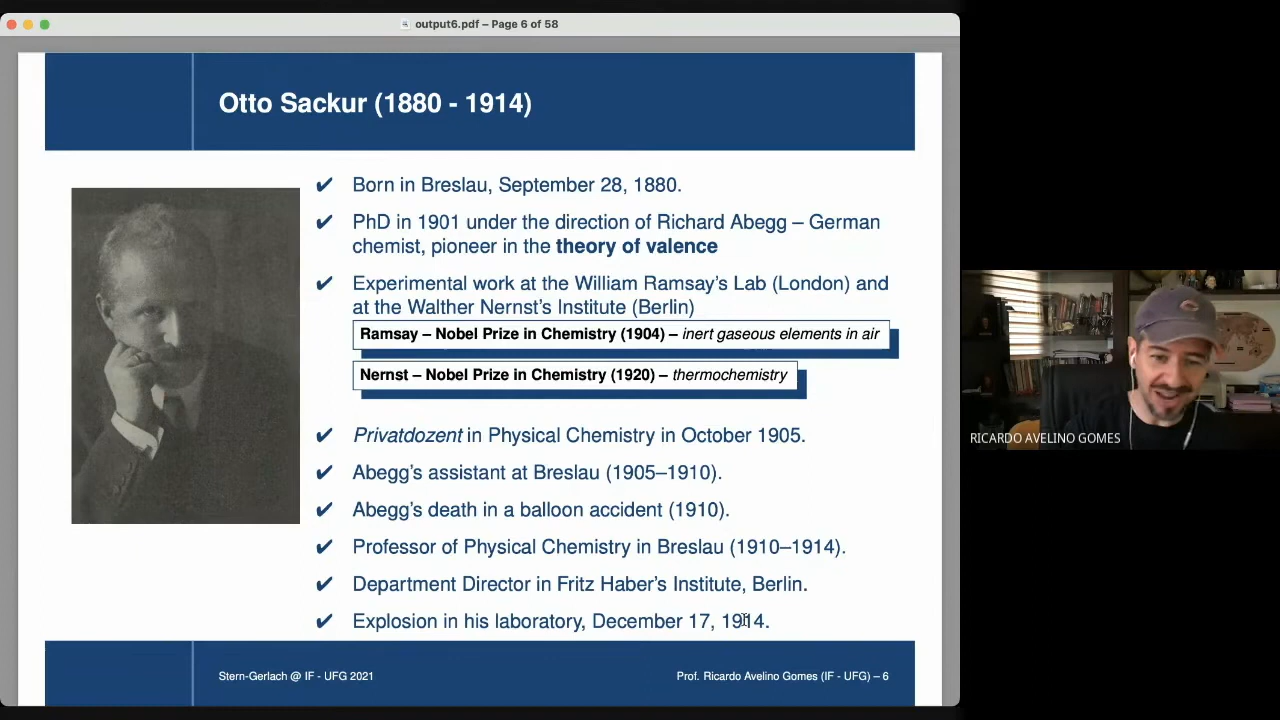 output6.pdf – Page 6 of 58
Otto Sackur (1880 - 1914)
✔ Born in Breslau, September 28, 1880.
✔ PhD in 1901 under the direction of Richard Abegg – German
chemist, pioneer in the theory of valence
✔ Experimental work at the William Ramsay’s Lab (London) and
at the Walther Nernst’s Institute (Berlin)
Ramsay – Nobel Prize in Chemistry (1904) – inert gaseous elements in air
Nernst – Nobel Prize in Chemistry (1920) – thermochemistry
✔ Privatdozent in Physical Chemistry in October 1905.
✔ Abegg’s assistant at Breslau (1905–1910).
✔ Abegg’s death in a balloon accident (1910).
✔ Professor of Physical Chemistry in Breslau (1910–1914).
✔ Department Director in Fritz Haber’s Institute, Berlin.
✔ Explosion in his laboratory, December 17, 1914.
Stern-Gerlach @ IF - UFG 2021
Prof. Ricardo Avelino Gomes (IF - UFG) – 6
RICARDO AVELINO GOMES